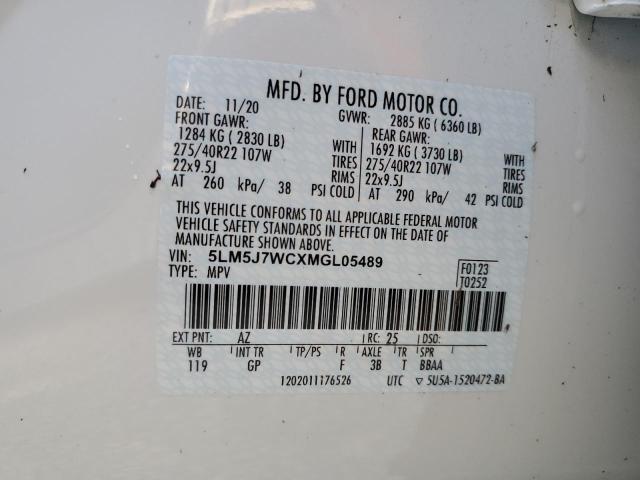 MFD. BY FORD MOTOR CO.
DATE: 11/20 GVWR: 2885 KG ( 6360 LB)
FRONT GAWR: REAR GAWR:
1284 KG ( 2830 LB) 1692 KG ( 3730 LB)
275/40R22 107W WITH TIRES 275/40R22 107W WITH TIRES
22x9.5J RIMS 22x9.5J RIMS
AT 260 kPa/ 38 PSI COLD AT 290 kPa/ 42 PSI COLD
THIS VEHICLE CONFORMS TO ALL APPLICABLE FEDERAL MOTOR
VEHICLE SAFETY STANDARDS IN EFFECT ON THE DATE OF
MANUFACTURE SHOWN ABOVE.
VIN: 5LM5J7WCXMGL05489 F0123
TYPE: MPV T0252
EXT PNT: AZ RC: 25 DSO:
WB INT TR TP/PS R AXLE TR SPR
119 GP F 3B T BBAA
1202011176526 UTC ▽ 5U5A-1520472-BA